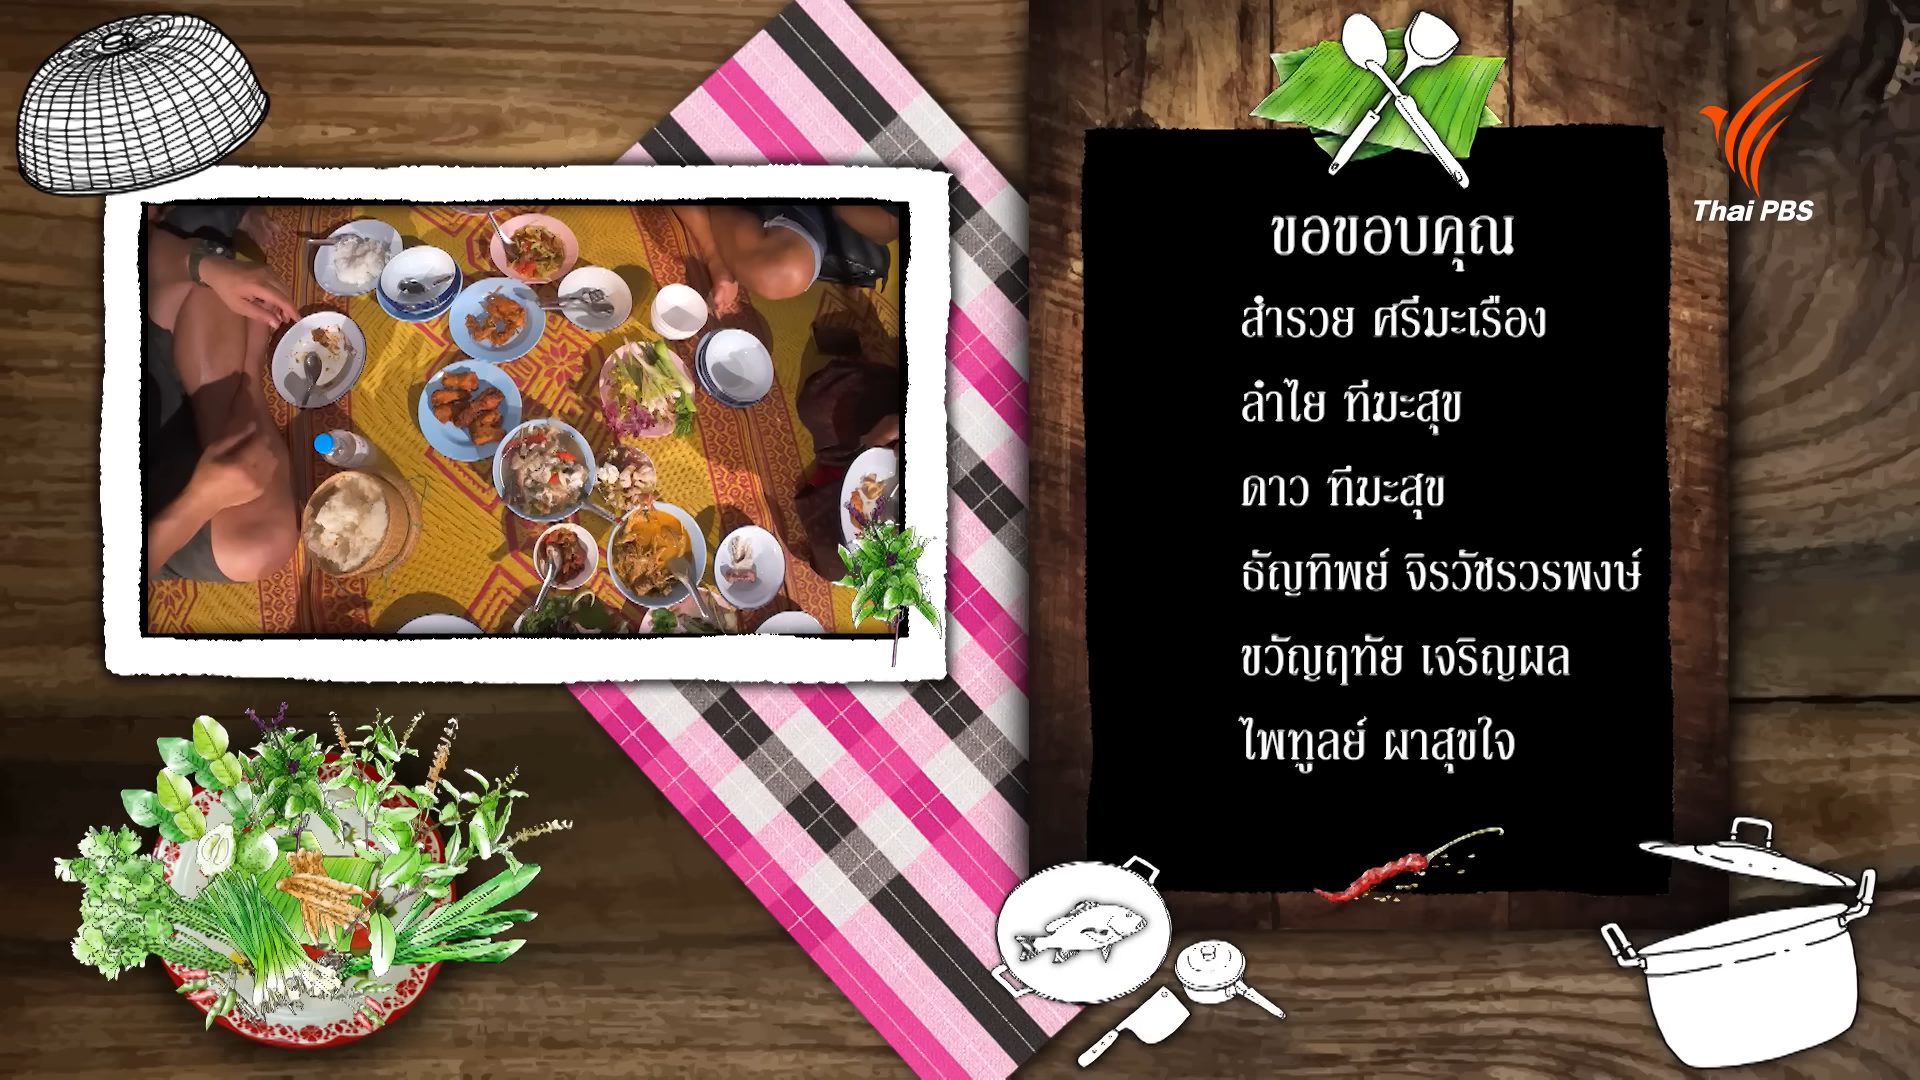 ขอขอบคุณ
สำรวย ศรีมะเรือง
ลำไย ทีฆะสุข
ดาว ทีฆะสุข
ธัญทิพย์ จิรวัชรวรพงษ์
ขวัญฤทัย เจริญผล
ไพทูลย์ ผาสุขใจ
Thai PBS